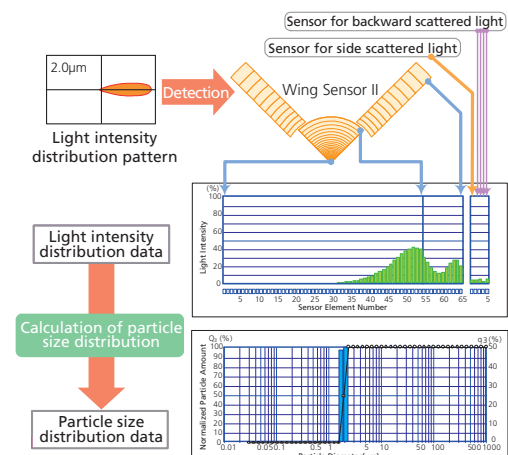 Sensor for backward scattered light
Sensor for side scattered light
2.0μm
Detection
Wing Sensor II
Light intensity
distribution pattern
(%)
100
80
60
40
20
0
Light Intensity
5 10 15 20 25 30 35 40 45 50 55 60 65 5
Sensor Element Number
Light intensity
distribution data
Calculation of particle
size distribution
Particle size
distribution data
Q3 (%)
q3(%)
100
90
80
70
60
50
40
30
20
10
0
Normalized Particle Amount
50
40
30
20
10
0
0.01 0.05 0.1 0.5 1 5 10 50 100 500 1000